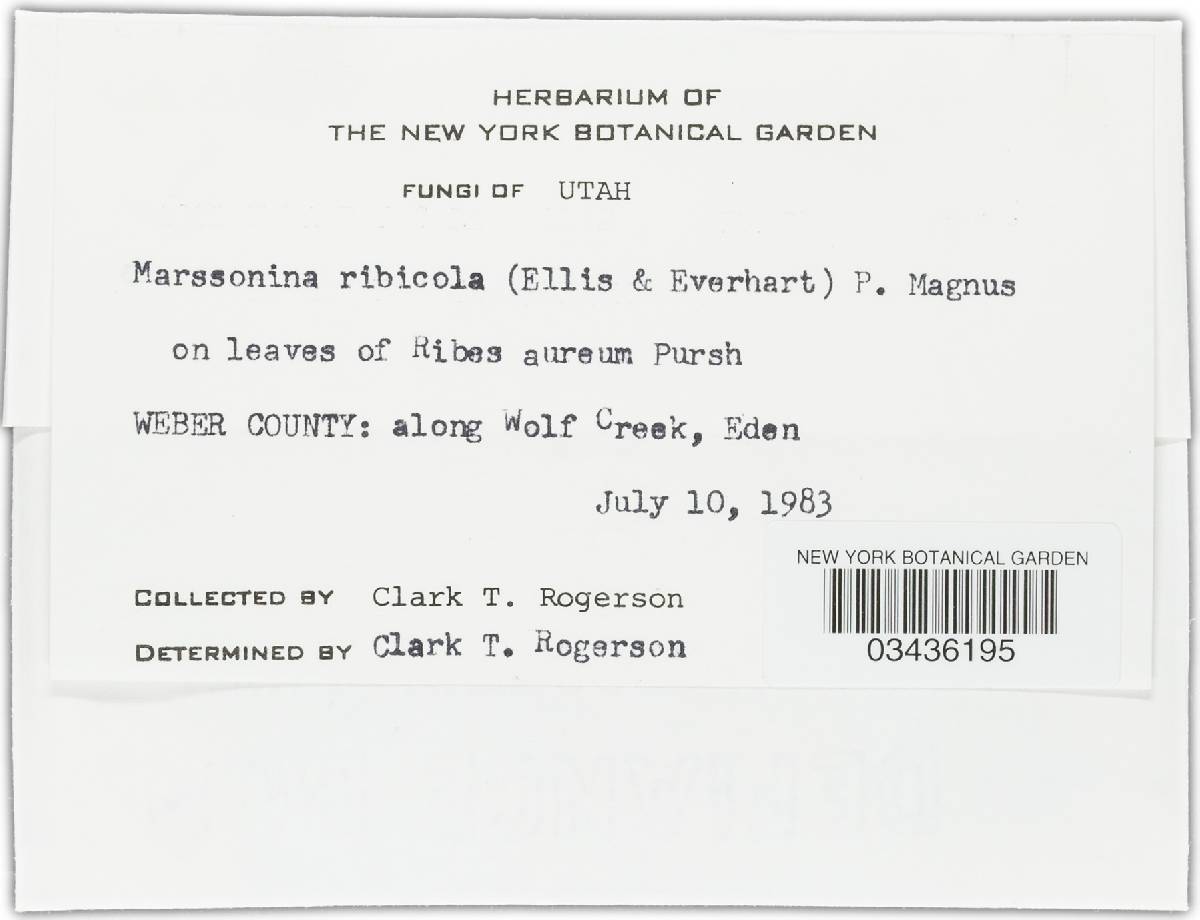 HERBARIUM OF
THE NEW YORK BOTANICAL GARDEN
FUNGI OF UTAH
Marssonina ribicola (Ellis & Everhart) P. Magnus
on leaves of Ribes aureum Pursh
WEBER COUNTY: along Wolf Creek, Eden
July 10, 1983
NEW YORK BOTANICAL GARDEN
03436195
COLLECTED BY Clark T. Rogerson
DETERMINED BY Clark T. Rogerson